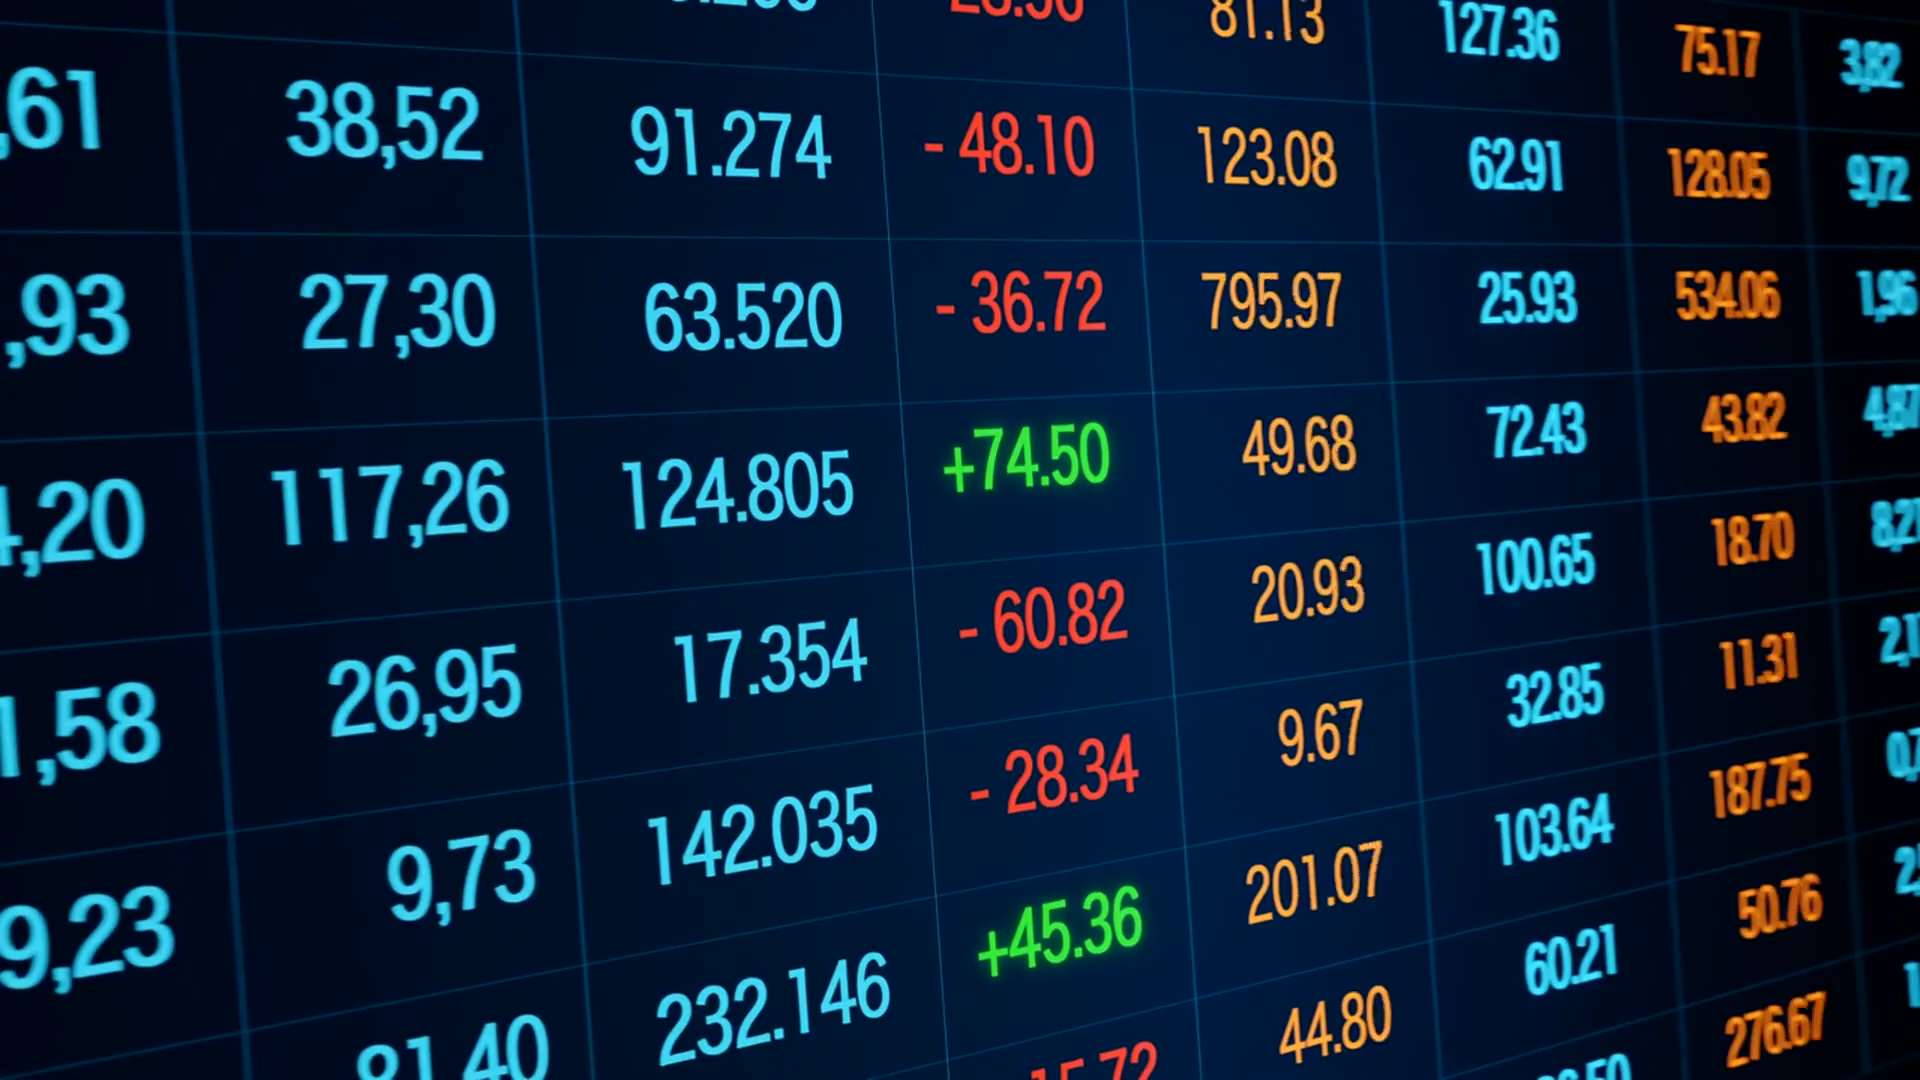 81.13 127.36 75.17 3,82
,61 38,52 91.274 - 48.10 123.08 62.91 128.05 9,72
,93 27,30 63.520 - 36.72 795.97 25.93 534.06 1,96
,20 117,26 124.805 +74.50 49.68 72.43 43.82 4,87
1,58 26,95 17.354 - 60.82 20.93 100.65 18.70
9,23 9,73 142.035 - 28.34 9.67 32.85 11.31
81,40 232.146 +45.36 201.07 103.64 187.75
15.72 44.80 60.21 50.76
276.67